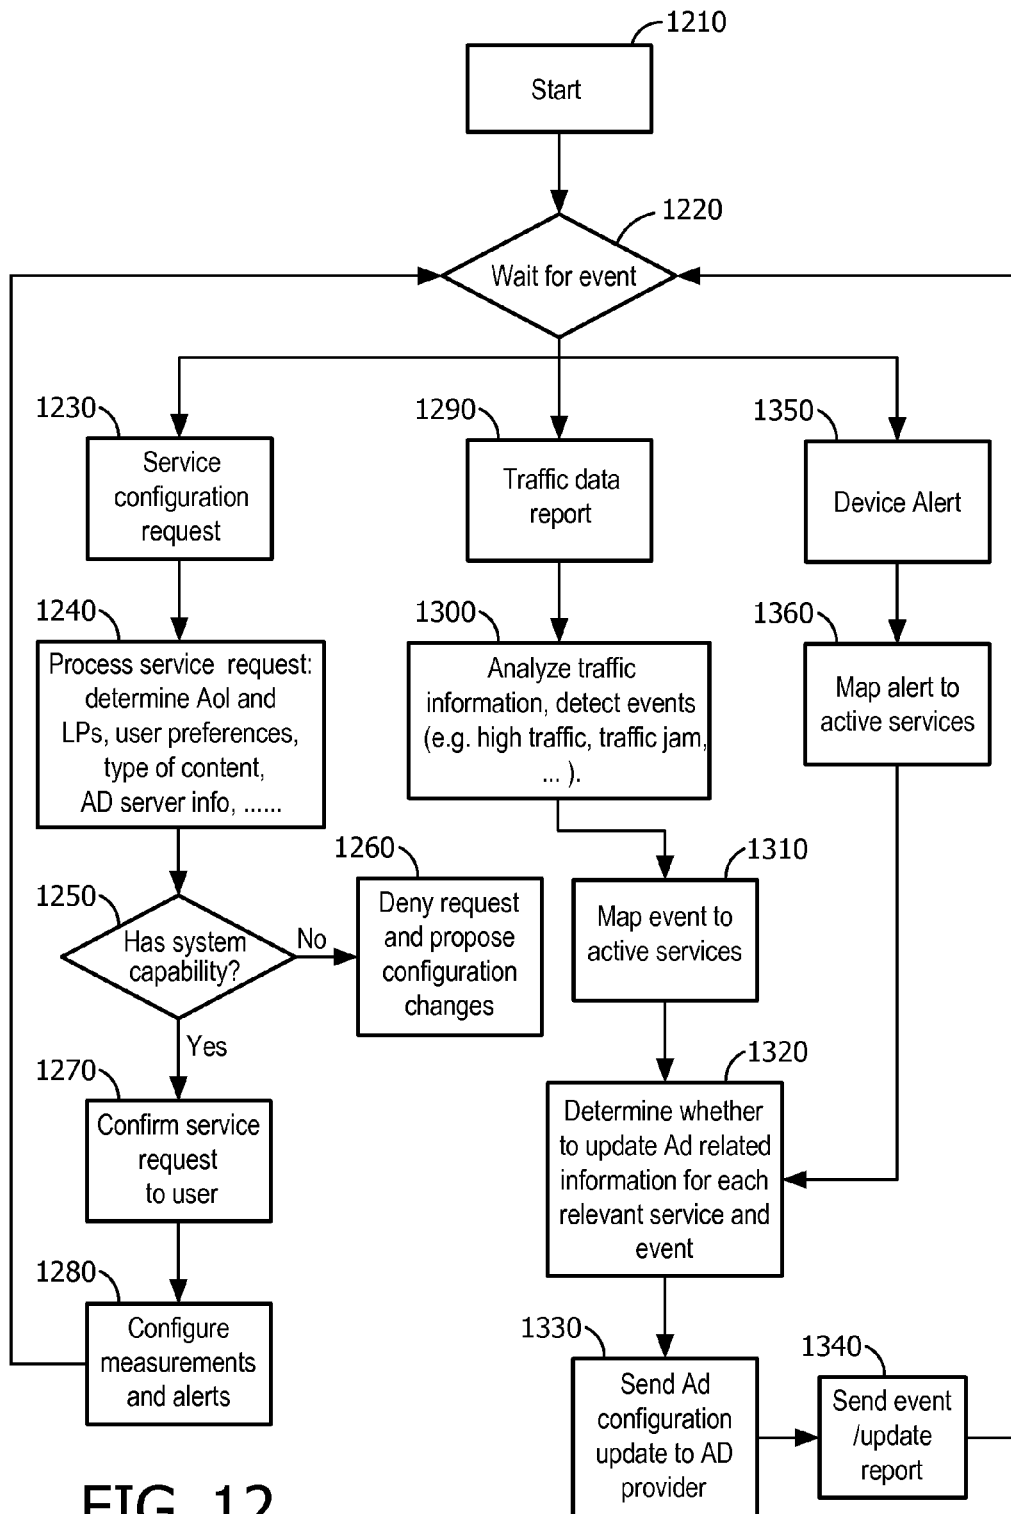 1210
Start
1220
Wait for event
1230
Service
configuration
request
1240
Process service request:
determine AoI and
LPs, user preferences,
type of content,
AD server info, ......
1250
Has system
capability?
No
Yes
1260
Deny request
and propose
configuration
changes
1270
Confirm service
request
to user
1280
Configure
measurements
and alerts
1290
Traffic data
report
1300
Analyze traffic
information, detect events
(e.g. high traffic, traffic jam,
... ).
1310
Map event to
active services
1320
Determine whether
to update Ad related
information for each
relevant service and
event
1330
Send Ad
configuration
update to AD
provider
1340
Send event
/update
report
1350
Device Alert
1360
Map alert to
active services
FIG. 12